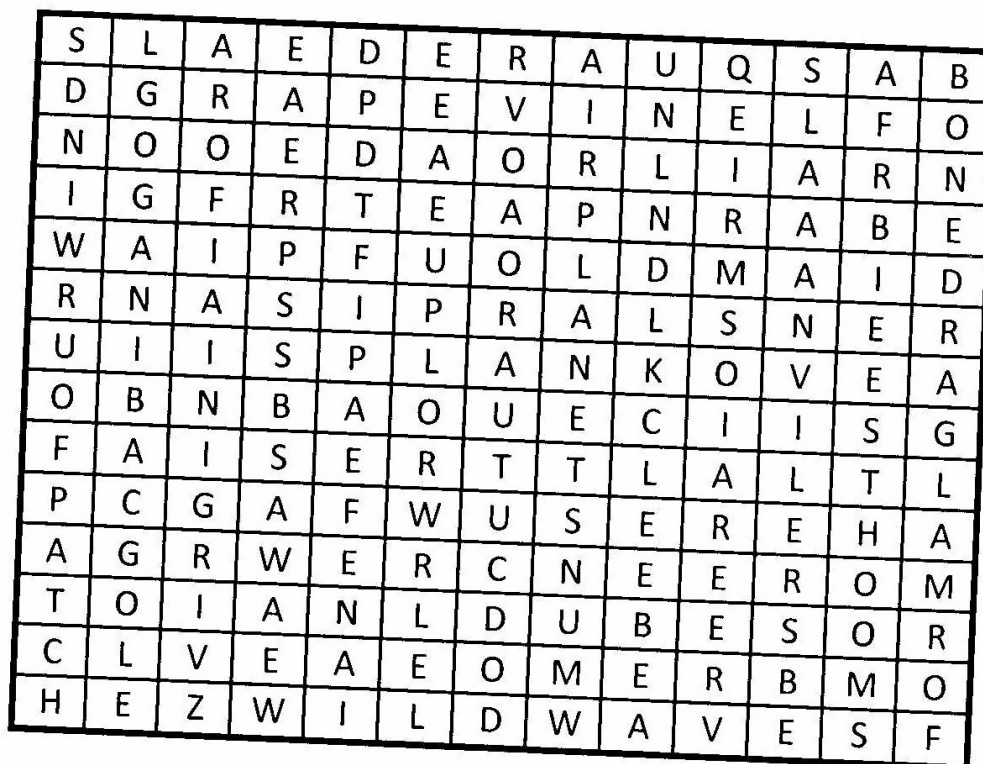 S L A E D E R A U Q S A B
D G R A P E V I N E L F O
N O O E D A O R L I A R N
I G F R T E A P N R A B E
W A I P F U O L D M A I D
R N A S I P R A L S N E R
U I I S P L A N K O V E A
O B N B A O U E C I I S G
F A I S E R T T L A L T L
P C G A F W U S E R E H A
A G R W E R C N E E R O M
T O I A N L D U B E S O R
C L V E A E O M E R B M O
H E Z W I L D W A V E S F